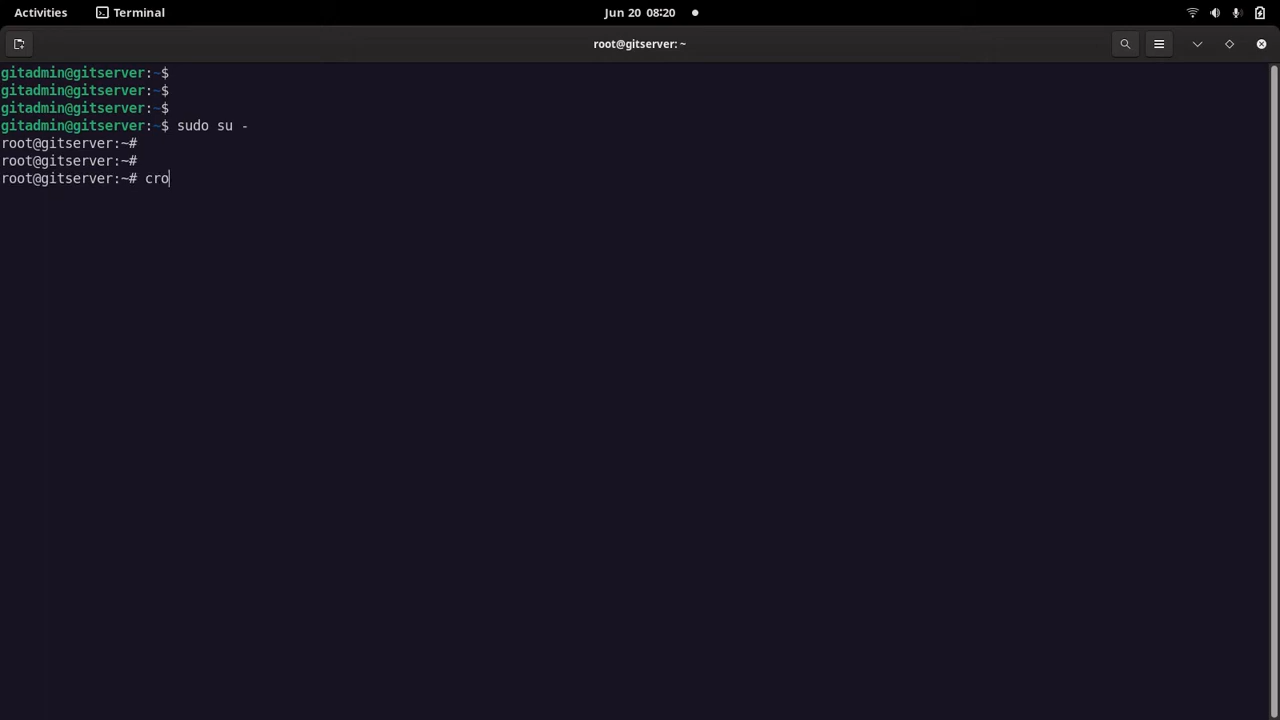 Activities Terminal Jun 20 08:20
root@gitserver: ~
gitadmin@gitserver:~$
gitadmin@gitserver:~$
gitadmin@gitserver:~$
gitadmin@gitserver:~$ sudo su -
root@gitserver:~#
root@gitserver:~#
root@gitserver:~# cro